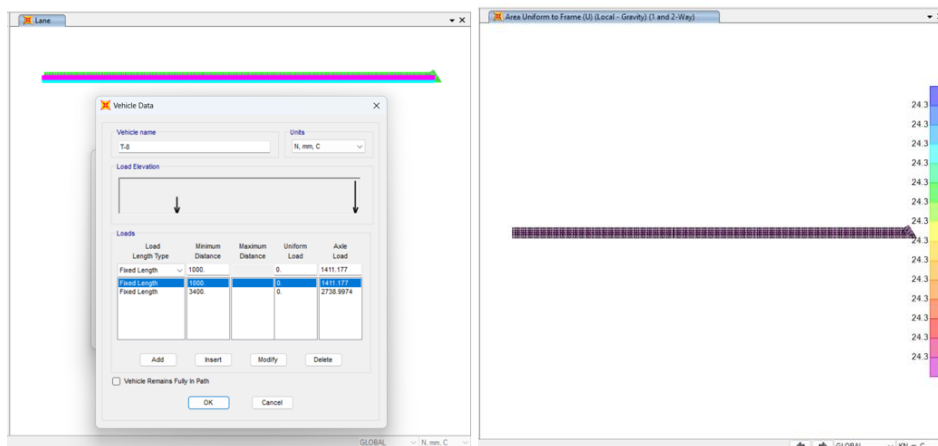 Lane
Vehicle Data
Vehicle name
T-8
Units
N, mm, C
Load Elevation
Loads
Load Length Type
Minimum Distance
Maximum Distance
Uniform Load
Axle Load
Fixed Length 1000. 0. 1411.177
Fixed Length 1000. 0. 1411.177
Fixed Length 3400. 0. 2738.9974
Add Insert Modify Delete
Vehicle Remains Fully In Path
OK Cancel
GLOBAL N, mm, C
Area Uniform to Frame (U) (Local - Gravity) (1 and 2-Way)
24.3
24.3
24.3
24.3
24.3
24.3
24.3
24.3
24.3
24.3
24.3
24.3
24.3
24.3
GLOBAL